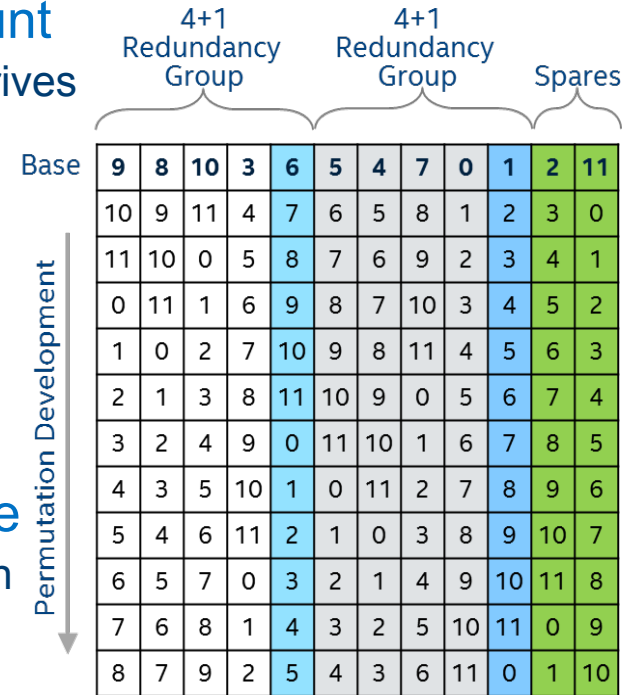 unt
rives
4+1
Redundancy
Group
4+1
Redundancy
Group
Spares
Base 9 8 10 3 6 5 4 7 0 1 2 11
10 9 11 4 7 6 5 8 1 2 3 0
11 10 0 5 8 7 6 9 2 3 4 1
0 11 1 6 9 8 7 10 3 4 5 2
1 0 2 7 10 9 8 11 4 5 6 3
2 1 3 8 11 10 9 0 5 6 7 4
3 2 4 9 0 11 10 1 6 7 8 5
4 3 5 10 1 0 11 2 7 8 9 6
5 4 6 11 2 1 0 3 8 9 10 7
6 5 7 0 3 2 1 4 9 10 11 8
7 6 8 1 4 3 2 5 10 11 0 9
8 7 9 2 5 4 3 6 11 0 1 10
Permutation Development
e
n